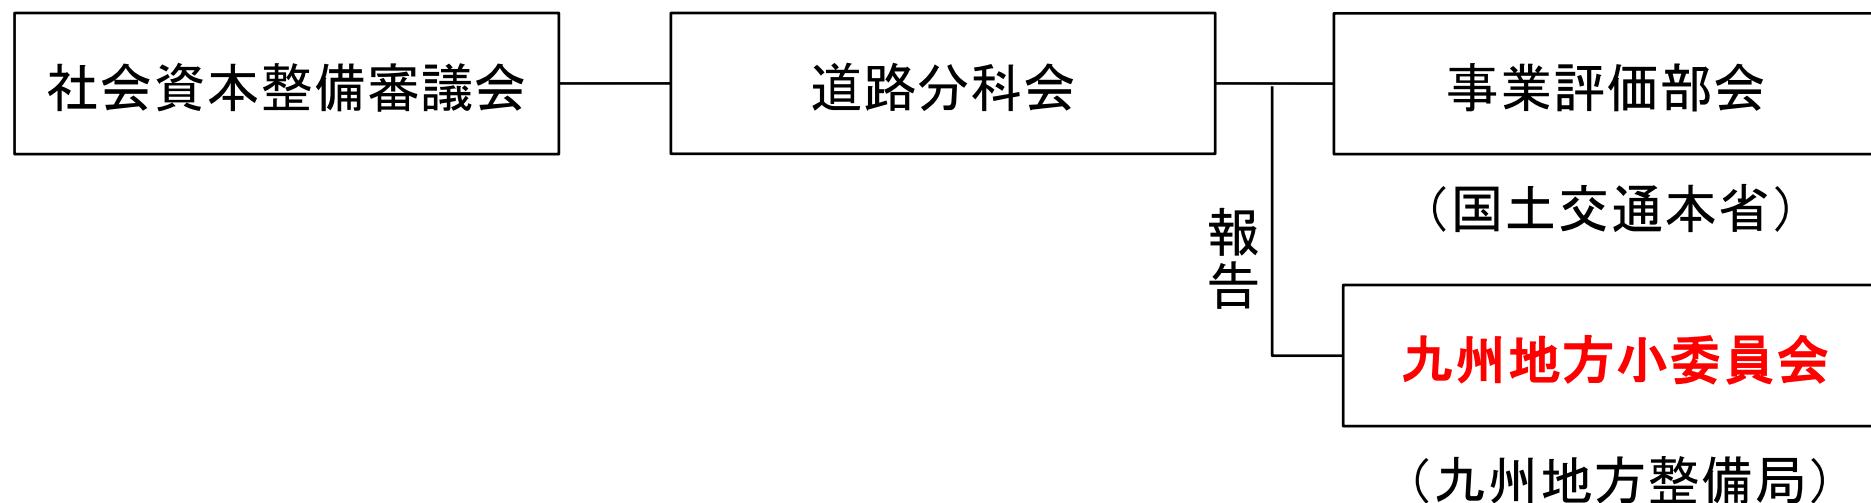 社会資本整備審議会
道路分科会
事業評価部会
（国土交通本省）
報告
九州地方小委員会
（九州地方整備局）